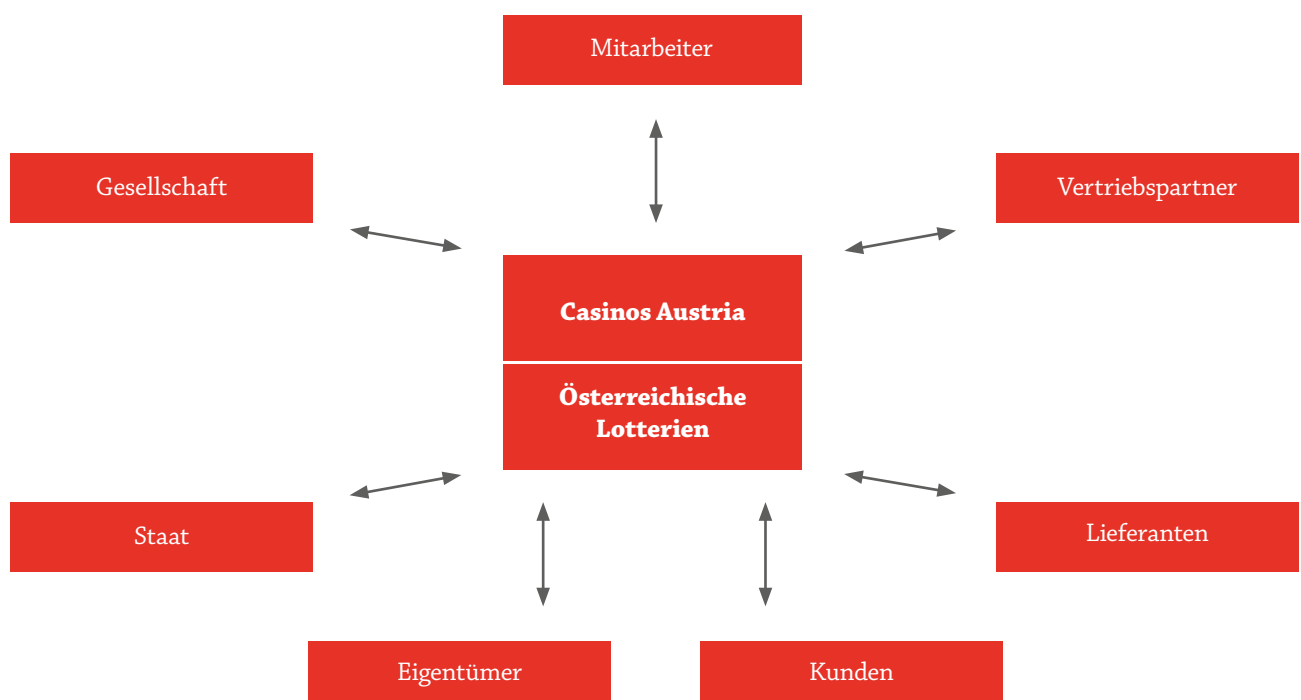 Mitarbeiter
Gesellschaft
Vertriebspartner
Casinos Austria
Österreichische
Lotterien
Staat
Lieferanten
Eigentümer
Kunden